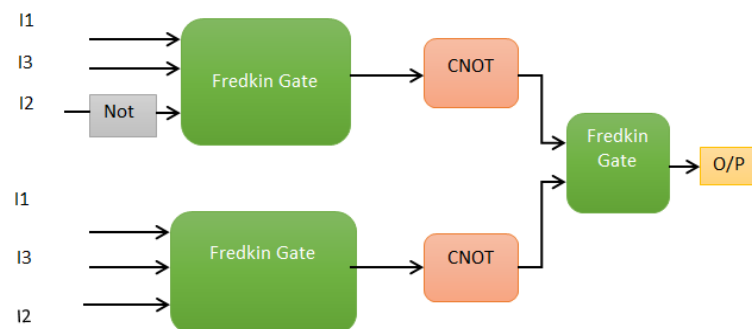 I1
I3
I2
Not
Fredkin Gate
CNOT
Fredkin
Gate
O/P
I1
I3
I2
Fredkin Gate
CNOT